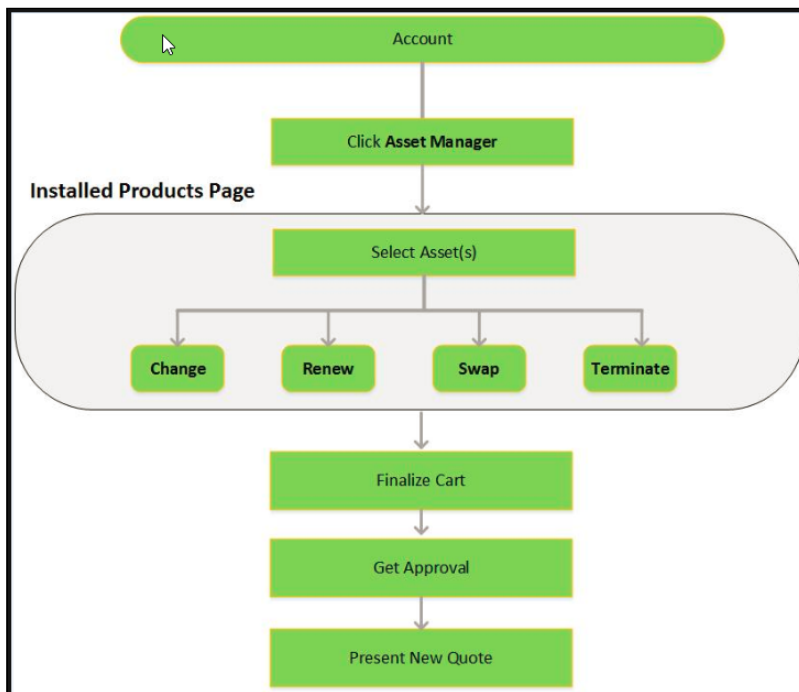 Account
Click Asset Manager
Installed Products Page
Select Asset(s)
Change Renew Swap Terminate
Finalize Cart
Get Approval
Present New Quote